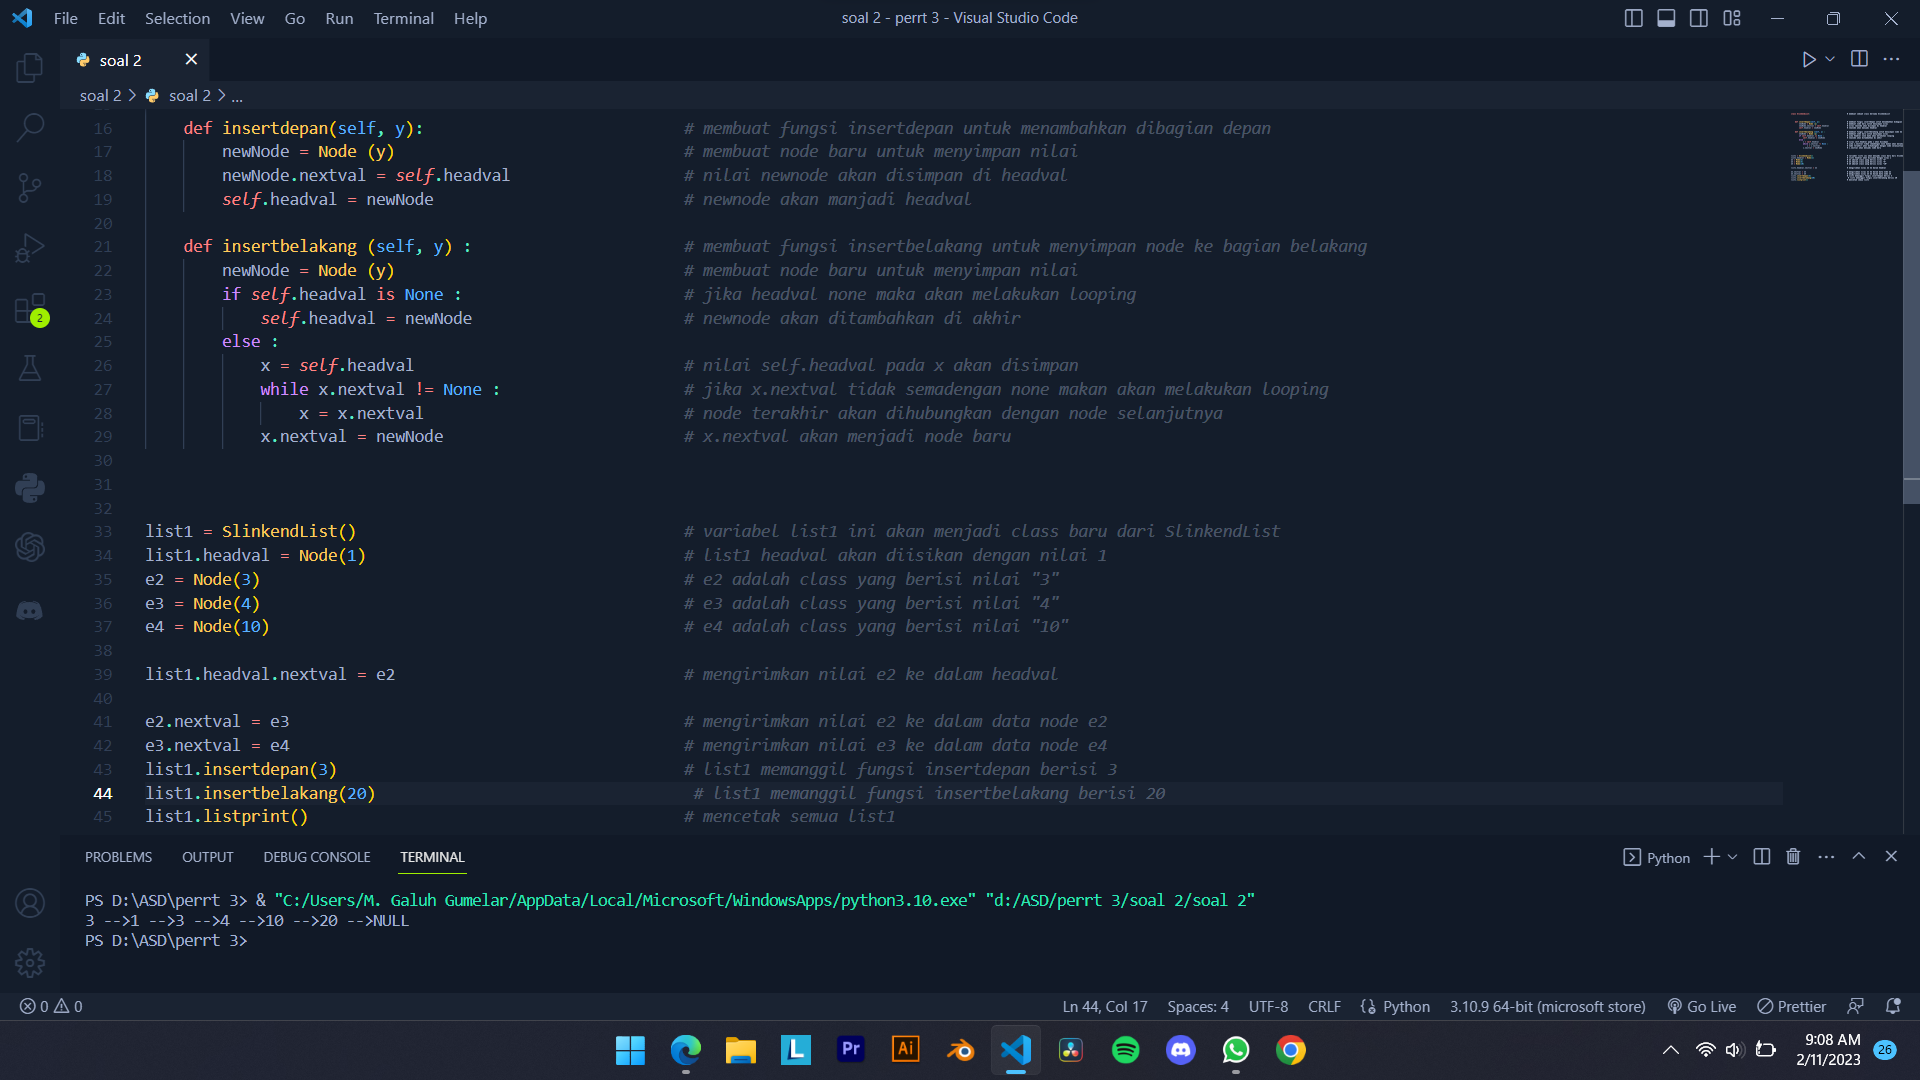 File Edit Selection View Go Run Terminal Help
soal 2 - perrt 3 - Visual Studio Code
soal 2
soal 2 > soal 2 > ...
16 def insertdepan(self, y): # membuat fungsi insertdepan untuk menambahkan dibagian depan
17 newNode = Node (y) # membuat node baru untuk menyimpan nilai
18 newNode.nextval = self.headval # nilai newnode akan disimpan di headval
19 self.headval = newNode # newnode akan manjadi headval
20
21 def insertbelakang (self, y) : # membuat fungsi insertbelakang untuk menyimpan node ke bagian belakang
22 newNode = Node (y) # membuat node baru untuk menyimpan nilai
23 if self.headval is None : # jika headval none maka akan melakukan looping
24 self.headval = newNode # newnode akan ditambahkan di akhir
25 else :
26 x = self.headval # nilai self.headval pada x akan disimpan
27 while x.nextval != None : # jika x.nextval tidak semadengan none makan akan melakukan looping
28 x = x.nextval # node terakhir akan dihubungkan dengan node selanjutnya
29 x.nextval = newNode # x.nextval akan menjadi node baru
30
31
32
33 list1 = SlinkendList() # variabel list1 ini akan menjadi class baru dari SlinkendList
34 list1.headval = Node(1) # list1 headval akan diisikan dengan nilai 1
35 e2 = Node(3) # e2 adalah class yang berisi nilai "3"
36 e3 = Node(4) # e3 adalah class yang berisi nilai "4"
37 e4 = Node(10) # e4 adalah class yang berisi nilai "10"
38
39 list1.headval.nextval = e2 # mengirimkan nilai e2 ke dalam headval
40
41 e2.nextval = e3 # mengirimkan nilai e2 ke dalam data node e2
42 e3.nextval = e4 # mengirimkan nilai e3 ke dalam data node e4
43 list1.insertdepan(3) # list1 memanggil fungsi insertdepan berisi 3
44 list1.insertbelakang(20) # list1 memanggil fungsi insertbelakang berisi 20
45 list1.listprint() # mencetak semua list1
2
PROBLEMS OUTPUT DEBUG CONSOLE TERMINAL
Python
PS D:\ASD\perrt 3> & "C:/Users/M. Galuh Gumelar/AppData/Local/Microsoft/WindowsApps/python3.10.exe" "d:/ASD/perrt 3/soal 2/soal 2"
3 -->1 -->3 -->4 -->10 -->20 -->NULL
PS D:\ASD\perrt 3>
0 0
Ln 44, Col 17 Spaces: 4 UTF-8 CRLF Python 3.10.9 64-bit (microsoft store) Go Live Prettier
L Pr Ai
9:08 AM
2/11/2023
26